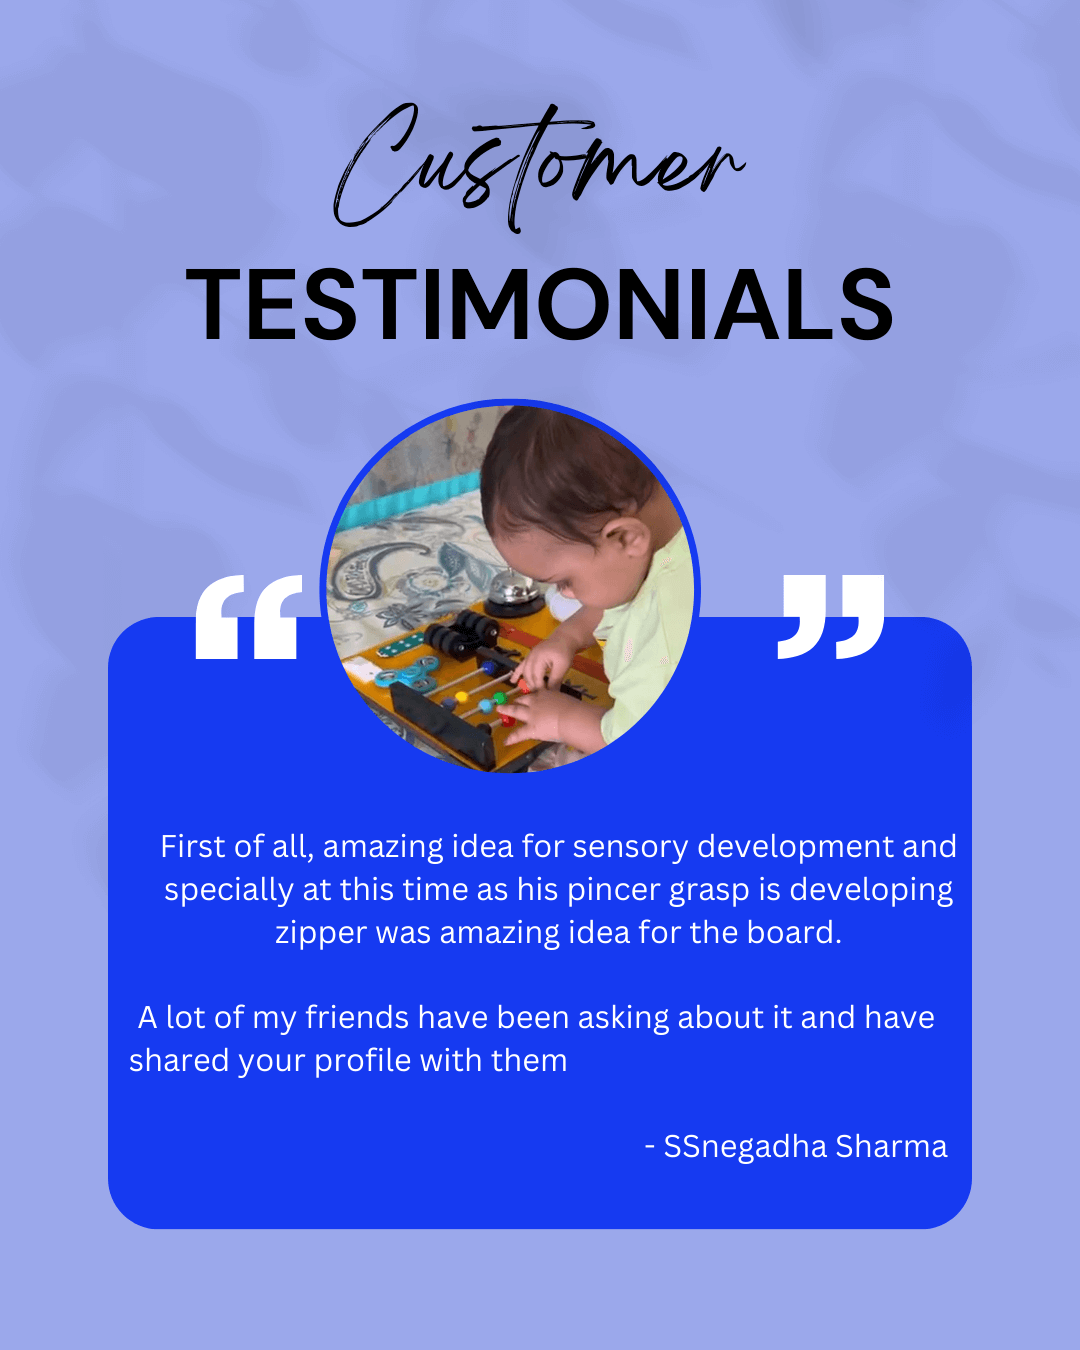 Customer
TESTIMONIALS
“ ”
First of all, amazing idea for sensory development and
specially at this time as his pincer grasp is developing
zipper was amazing idea for the board.
A lot of my friends have been asking about it and have
shared your profile with them
- SSnegadha Sharma